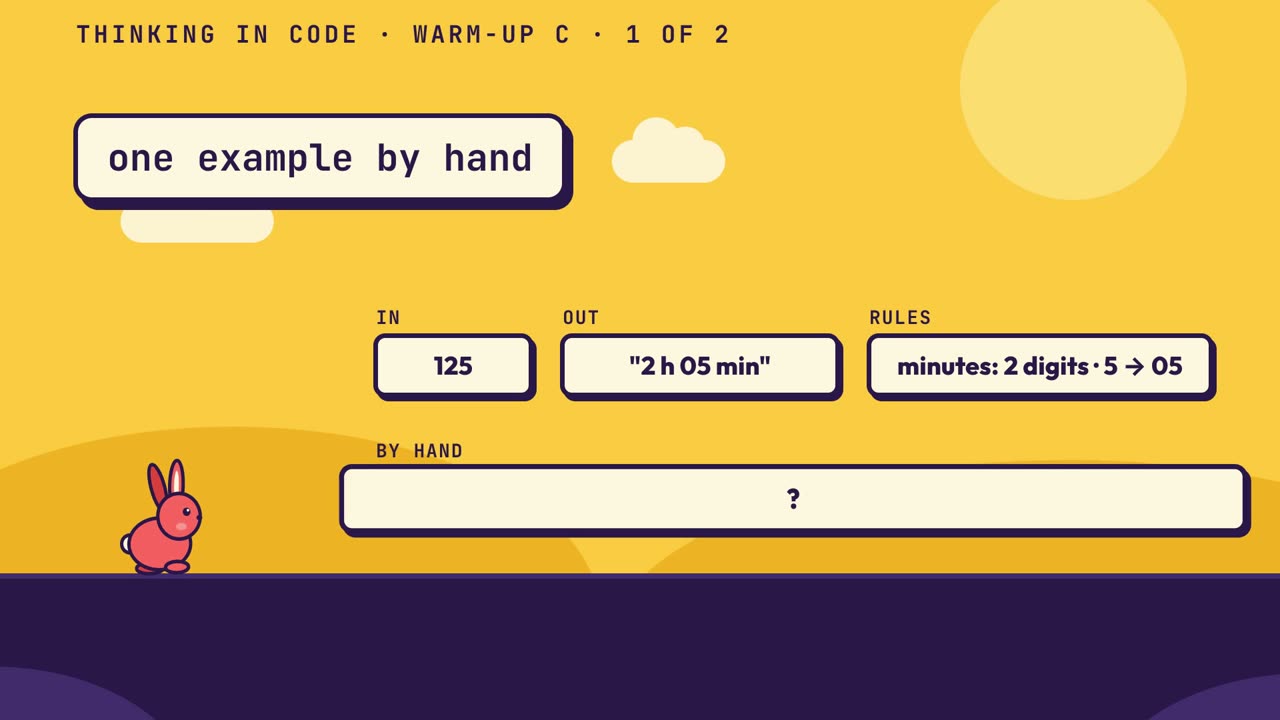 THINKING IN CODE · WARM-UP C · 1 OF 2
one example by hand
IN
OUT
RULES
125
"2 h 05 min"
minutes: 2 digits · 5 → 05
BY HAND
?